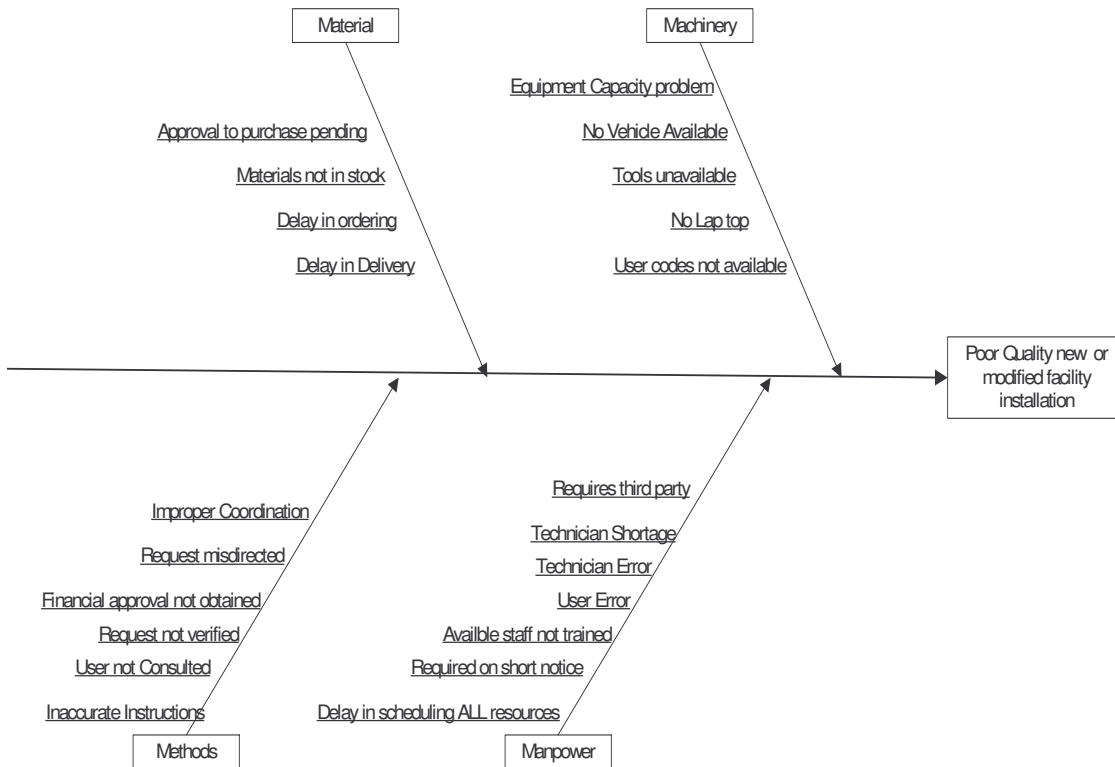 Material
Machinery
Equipment Capacity problem
Approval to purchase pending
No Vehicle Available
Materials not in stock
Tools unavailable
Delay in ordering
No Lap top
Delay in Delivery
User codes not available
Poor Quality new or
modified facility
installation
Requires third party
Improper Coordination
Technician Shortage
Request misdirected
Technician Error
Financial approval not obtained
User Error
Request not verified
Availble staff not trained
User not Consulted
Required on short notice
Inaccurate Instructions
Delay in scheduling ALL resources
Methods
Manpower